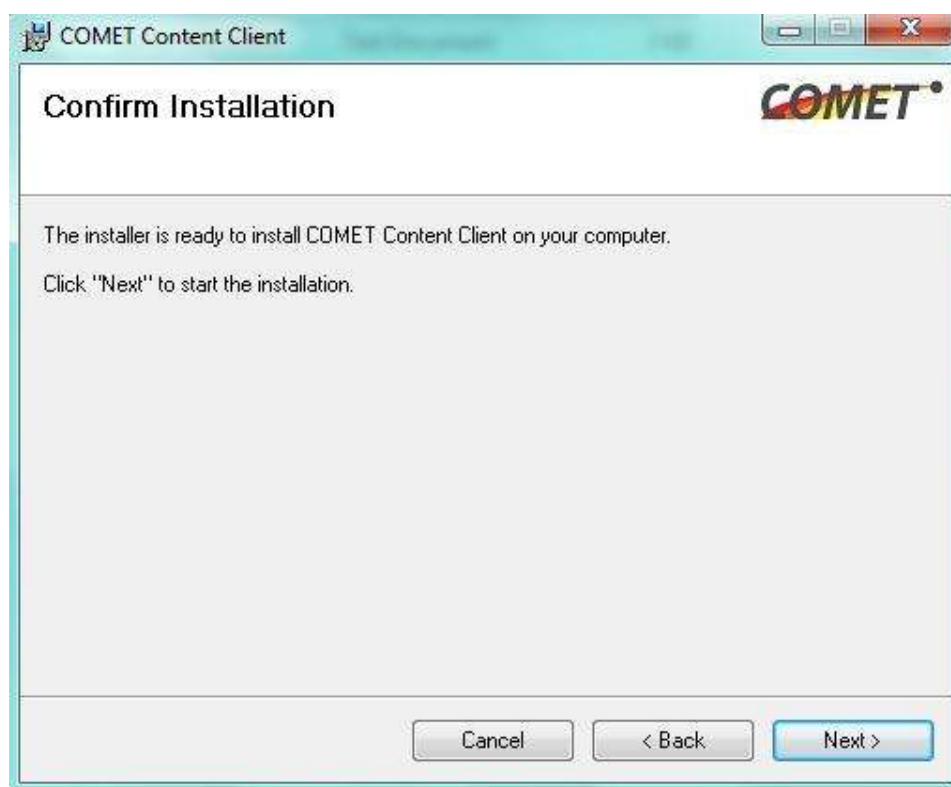 COMET Content Client
Confirm Installation
COMET
The installer is ready to install COMET Content Client on your computer.
Click "Next" to start the installation.
Cancel
< Back
Next >